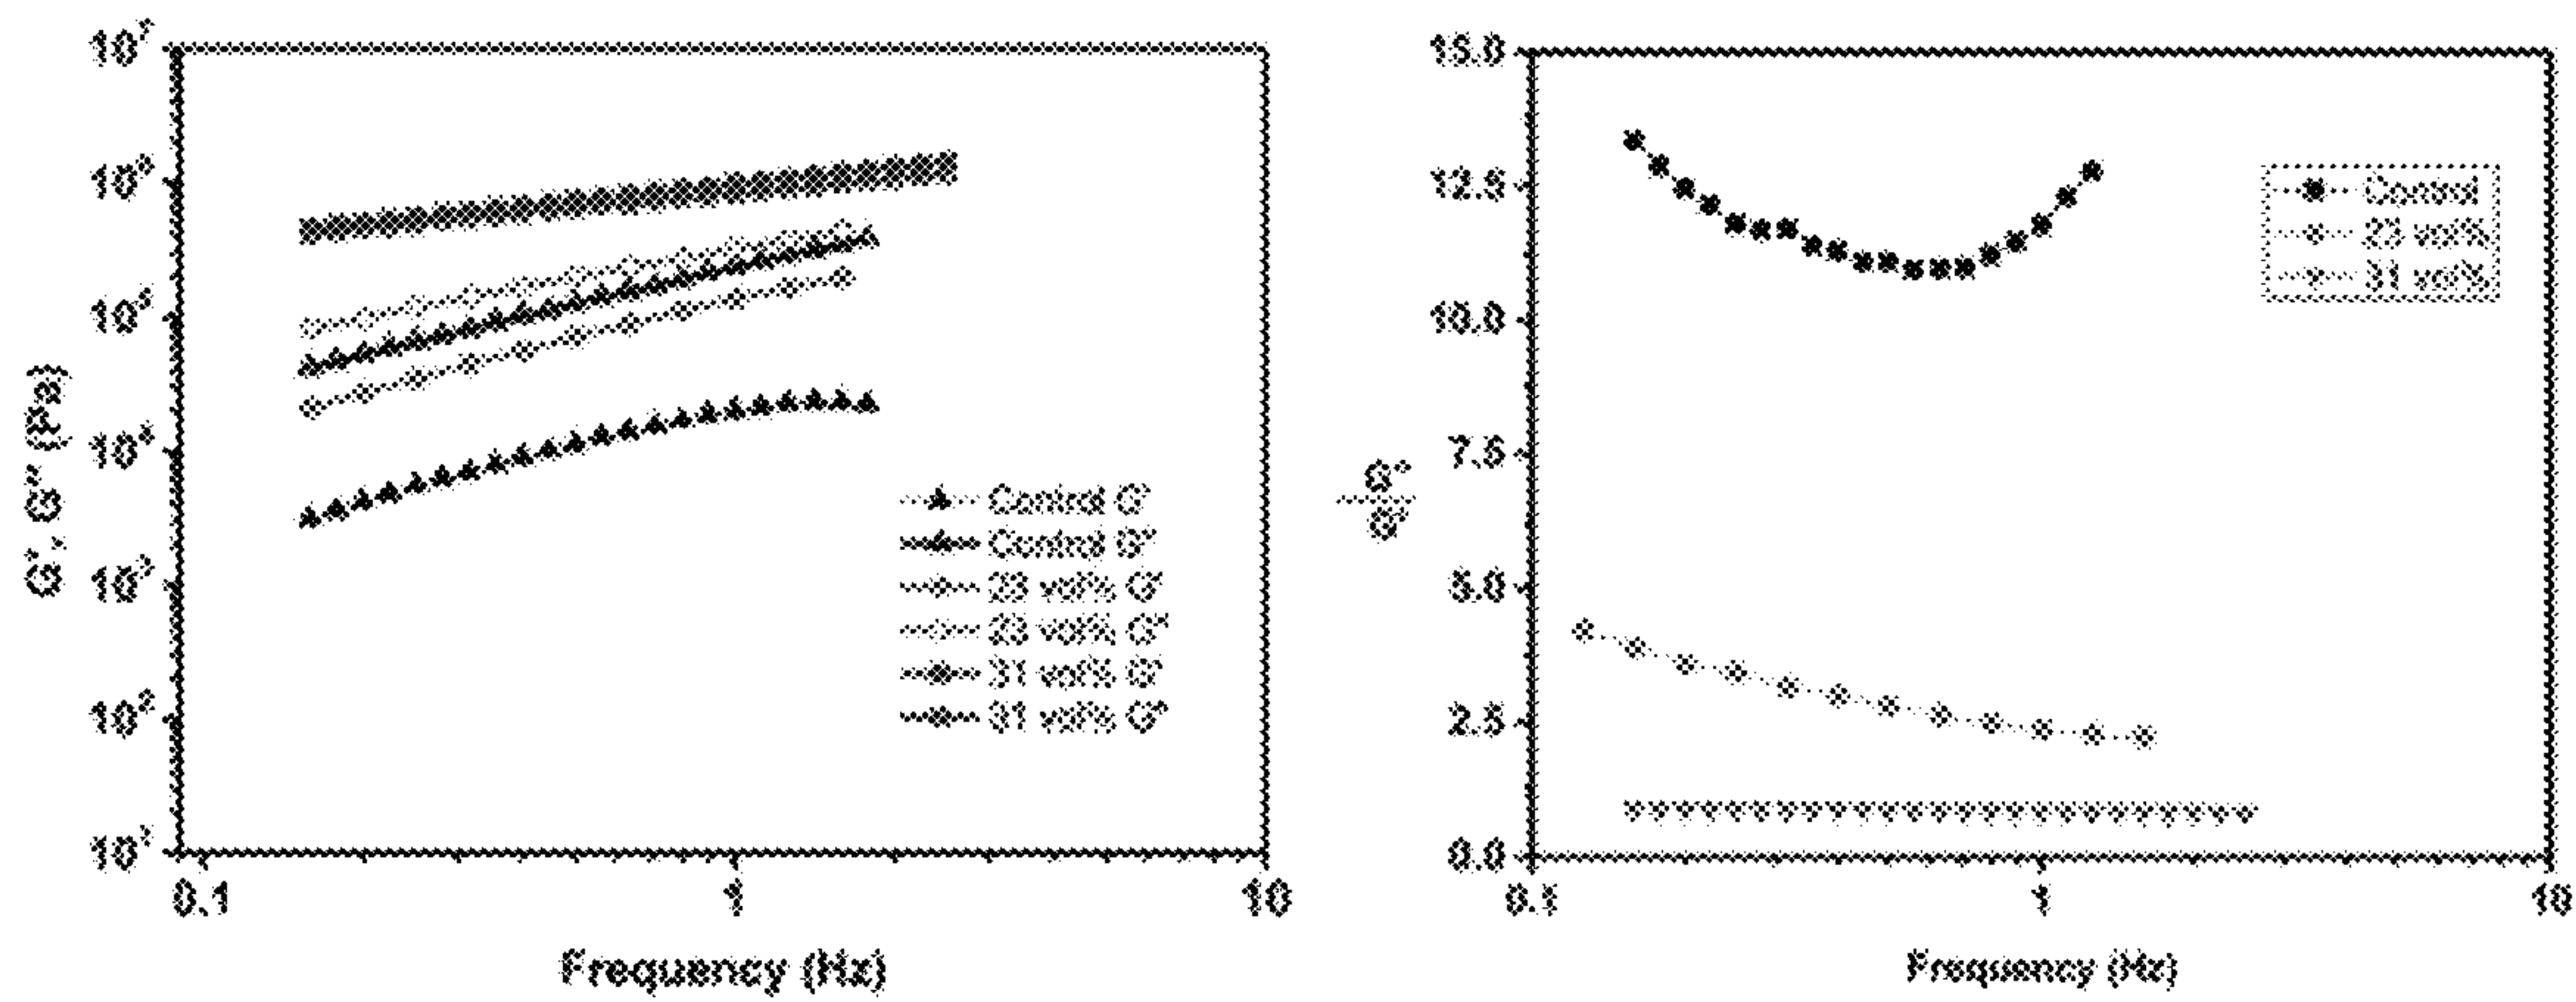 10⁷
10⁶
10⁵
10⁴
10³
10²
10¹
G', G'' (Pa)
0.1
1
10
Frequency (Hz)
Control G'
Control G''
23 vol% G'
23 vol% G''
31 vol% G'
31 vol% G''
15.0
12.5
10.0
7.5
5.0
2.5
0.0
G''
G'
0.1
1
10
Frequency (Hz)
Control
23 vol%
31 vol%